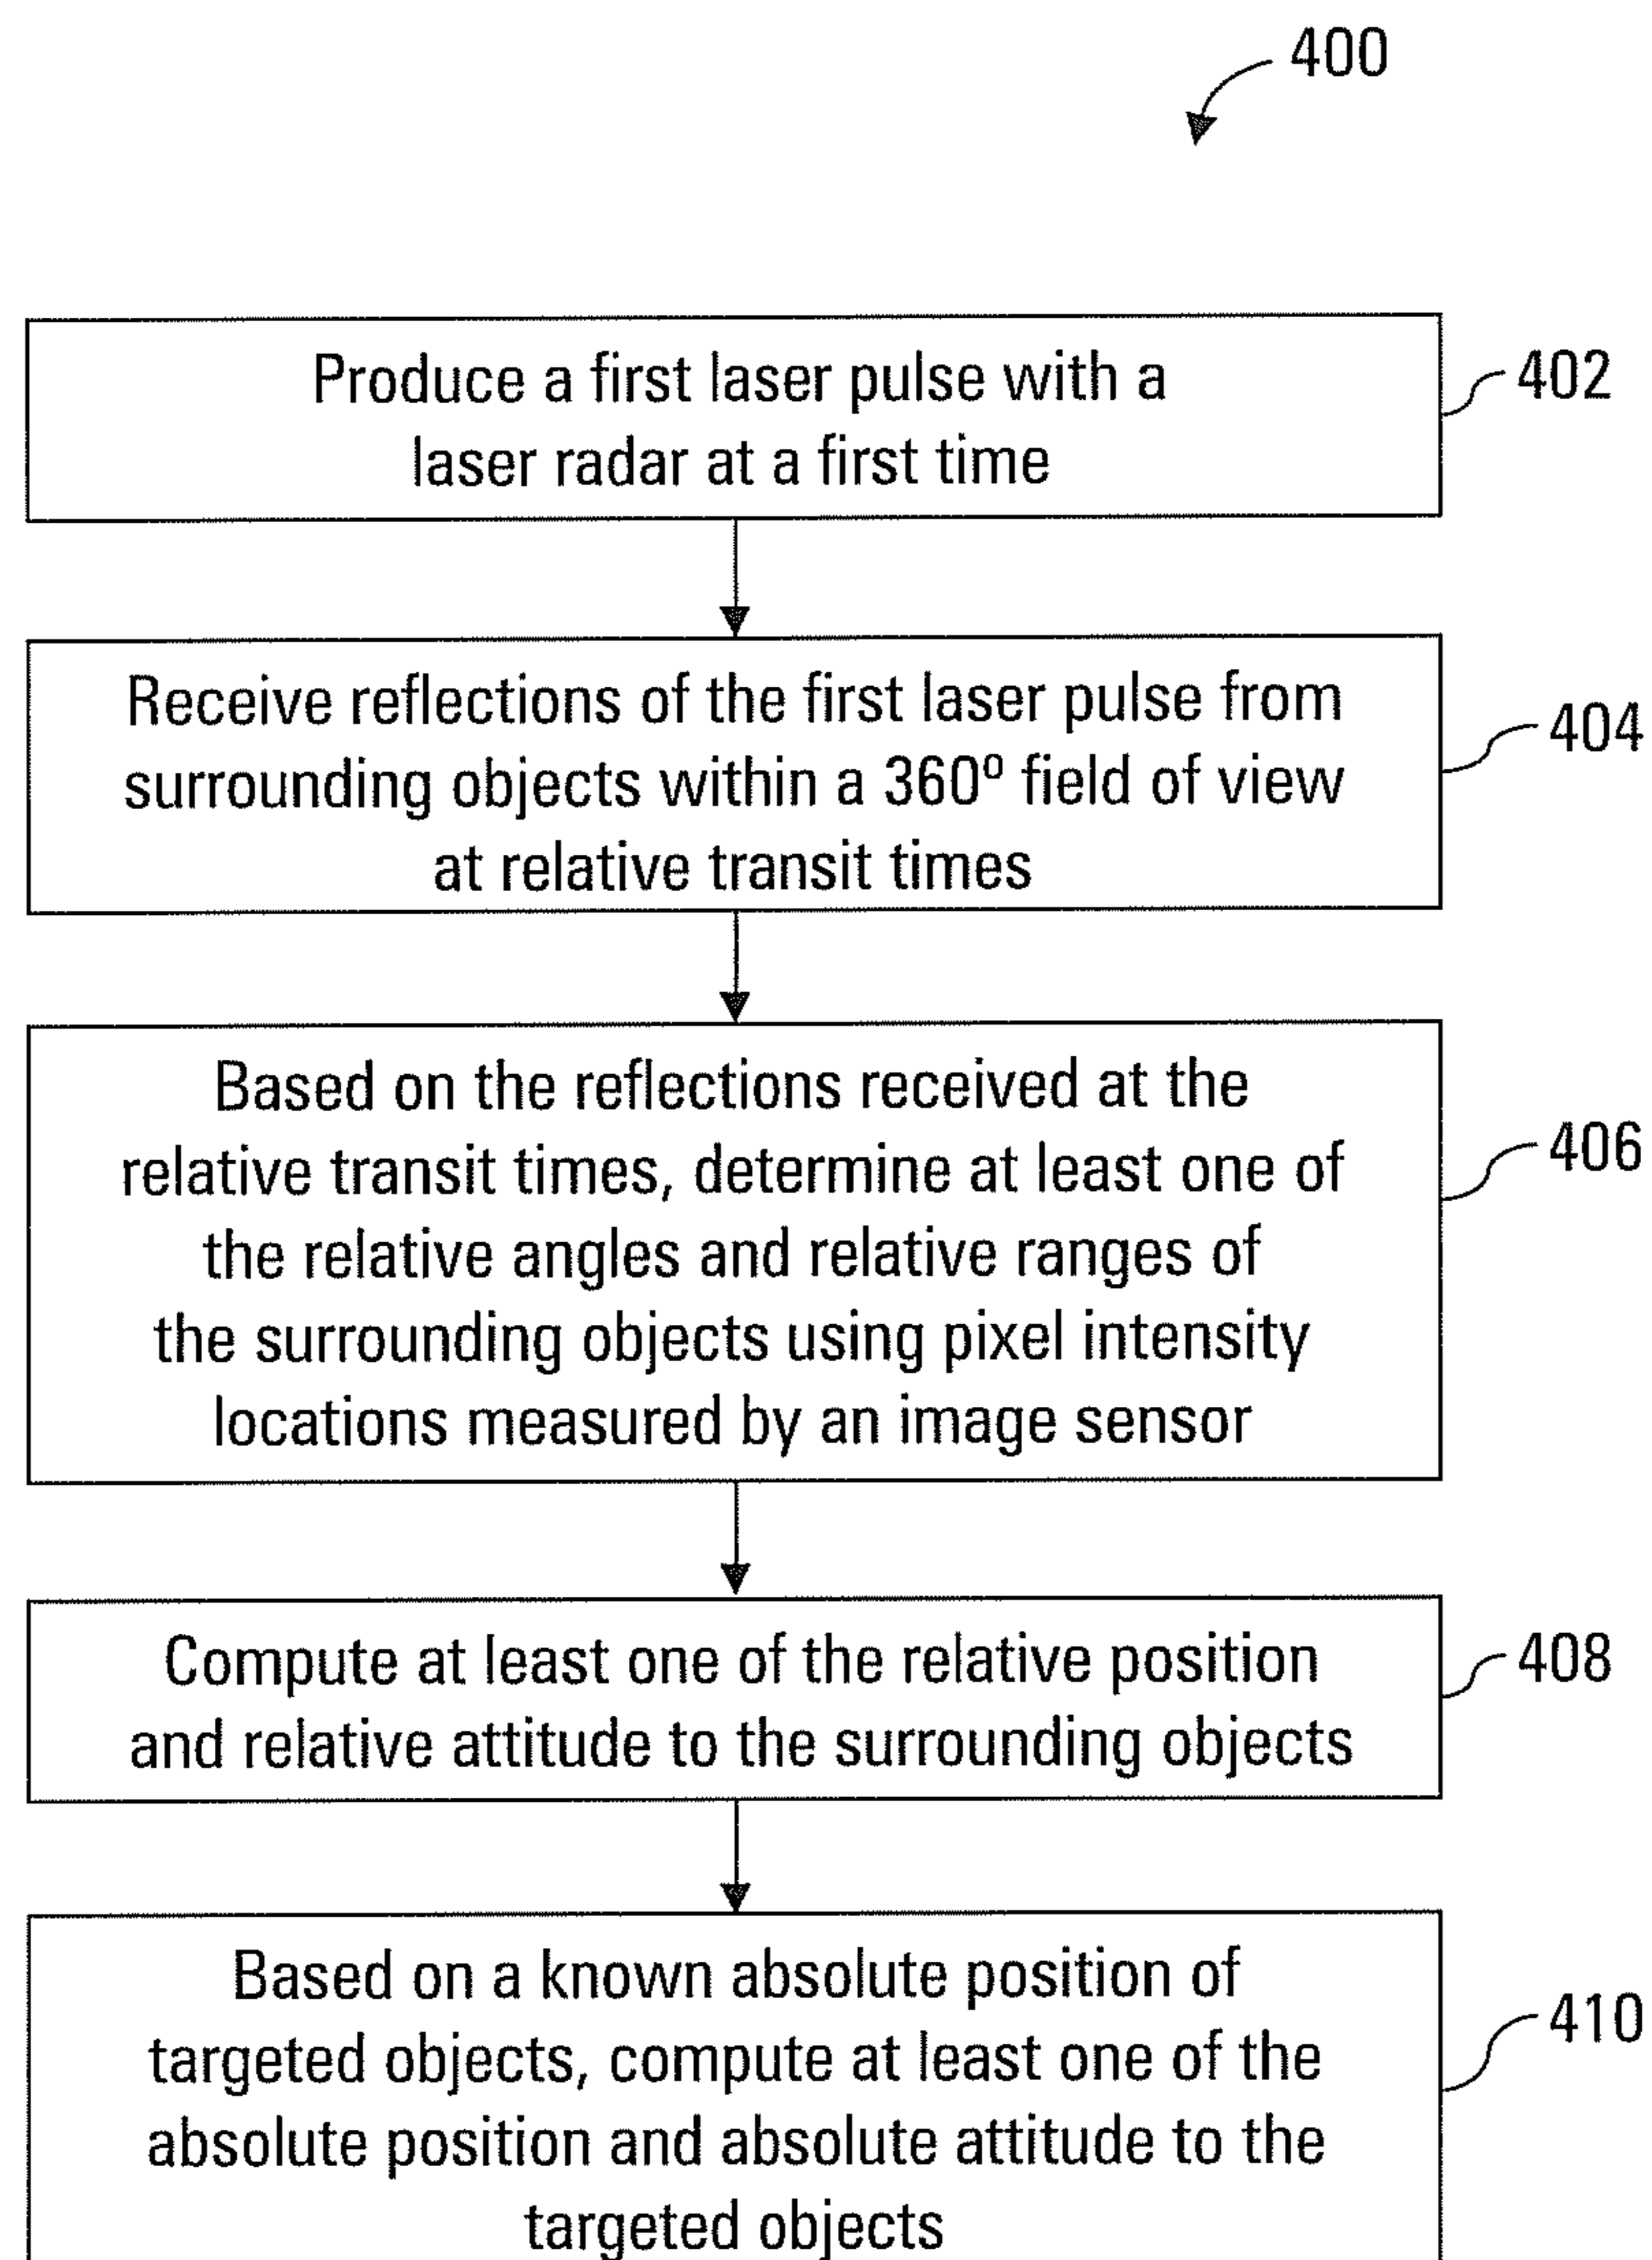 400
Produce a first laser pulse with a
laser radar at a first time
402
Receive reflections of the first laser pulse from
surrounding objects within a 360º field of view
at relative transit times
404
Based on the reflections received at the
relative transit times, determine at least one of
the relative angles and relative ranges of
the surrounding objects using pixel intensity
locations measured by an image sensor
406
Compute at least one of the relative position
and relative attitude to the surrounding objects
408
Based on a known absolute position of
targeted objects, compute at least one of the
absolute position and absolute attitude to the
targeted objects
410